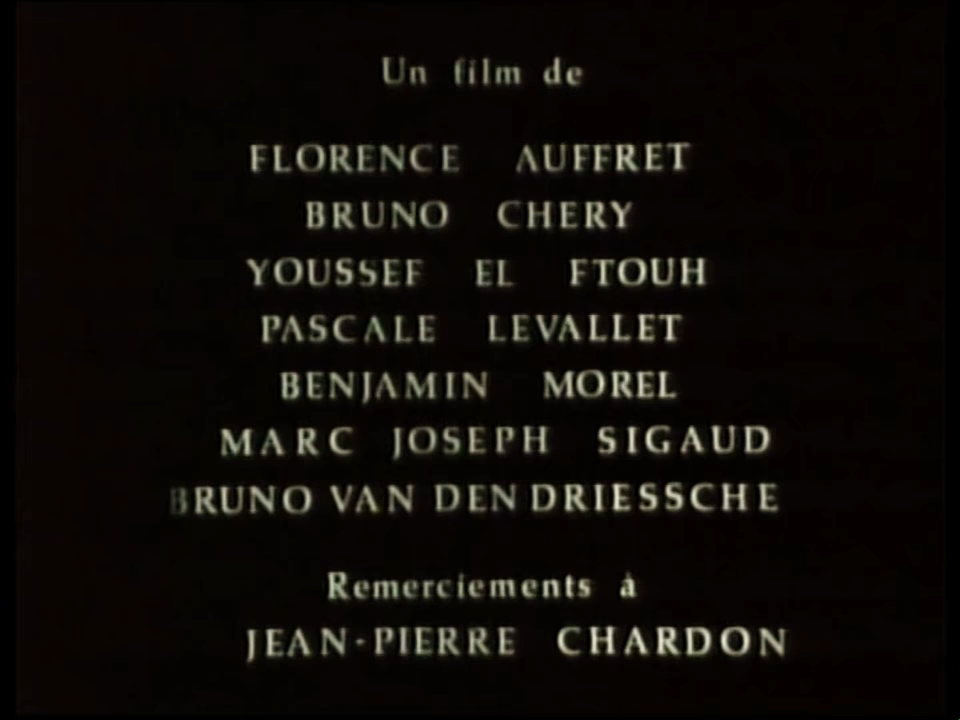 Un film de
FLORENCE AUFFRET
BRUNO CHERY
YOUSSEF EL FTOUH
PASCALE LEVALLET
BENJAMIN MOREL
MARC JOSEPH SIGAUD
BRUNO VAN DEN DRIESSCHE
Remerciements à
JEAN-PIERRE CHARDON